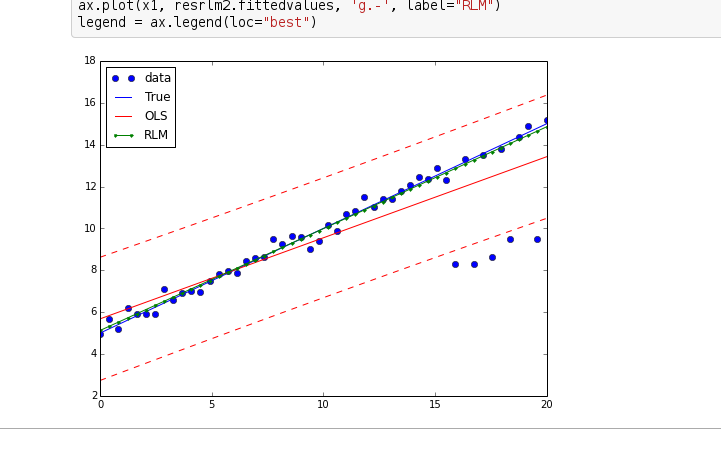 ax.plot(x1, resrlm2.fittedvalues, 'g.-', label="RLM")
legend = ax.legend(loc="best")
18
16
14
12
10
8
6
4
2
0
5
10
15
20
data
True
OLS
RLM